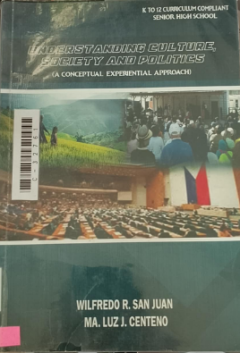 K TO 12 CURRICULUM COMPLIANT
SENIOR HIGH SCHOOL
UNDERSTANDING CULTURE,
SOCIETY AND POLITICS
(A CONCEPTUAL EXPERIENTIAL APPROACH)
WILFREDO R. SAN JUAN
MA. LUZ J. CENTENO